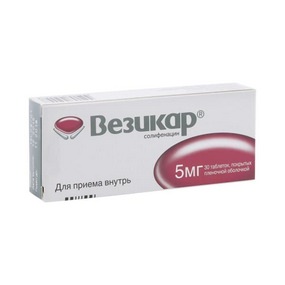 Везикар®
солифенацин
5мг
30 таблеток, покрытых
пленочной оболочкой
Для приема внутрь